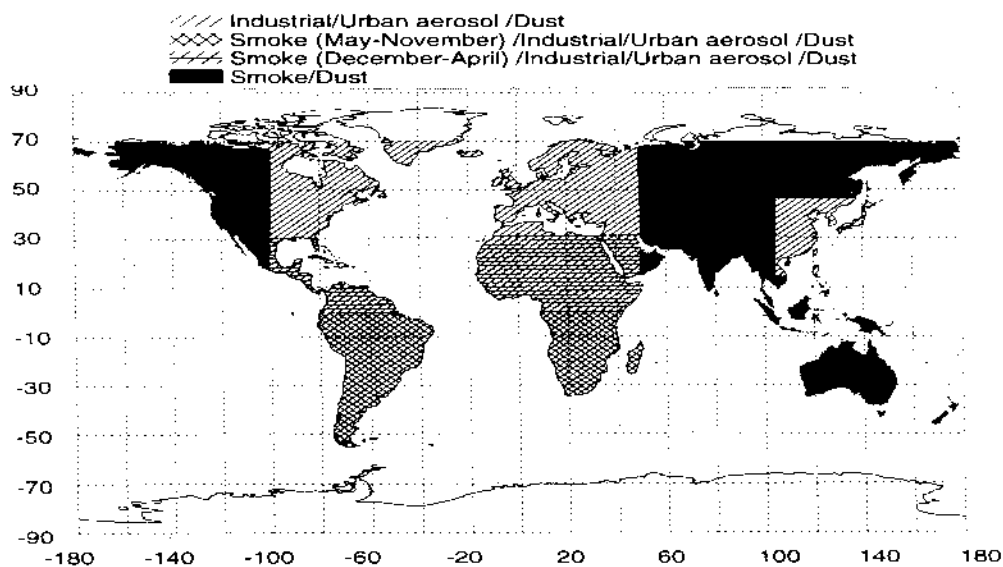 Industrial/Urban aerosol /Dust
Smoke (May-November) /Industrial/Urban aerosol /Dust
Smoke (December-April) /Industrial/Urban aerosol /Dust
Smoke/Dust
90
70
50
30
10
-10
-30
-50
-70
-90
-180 -140 -100 -60 -20 20 60 100 140 180